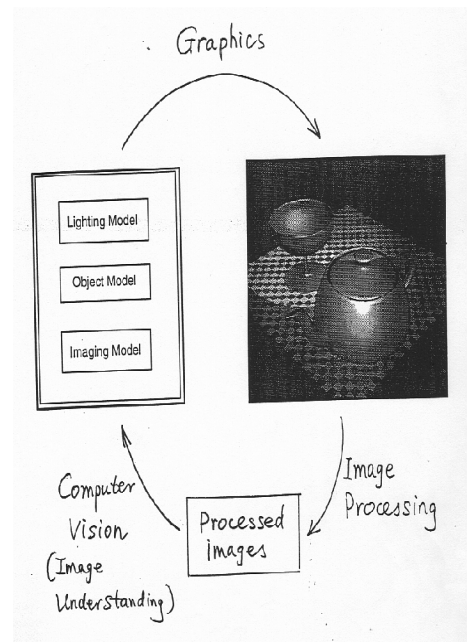 Graphics
Lighting Model
Object Model
Imaging Model
Image
Processing
Processed
images
Computer
Vision
(Image
Understanding)